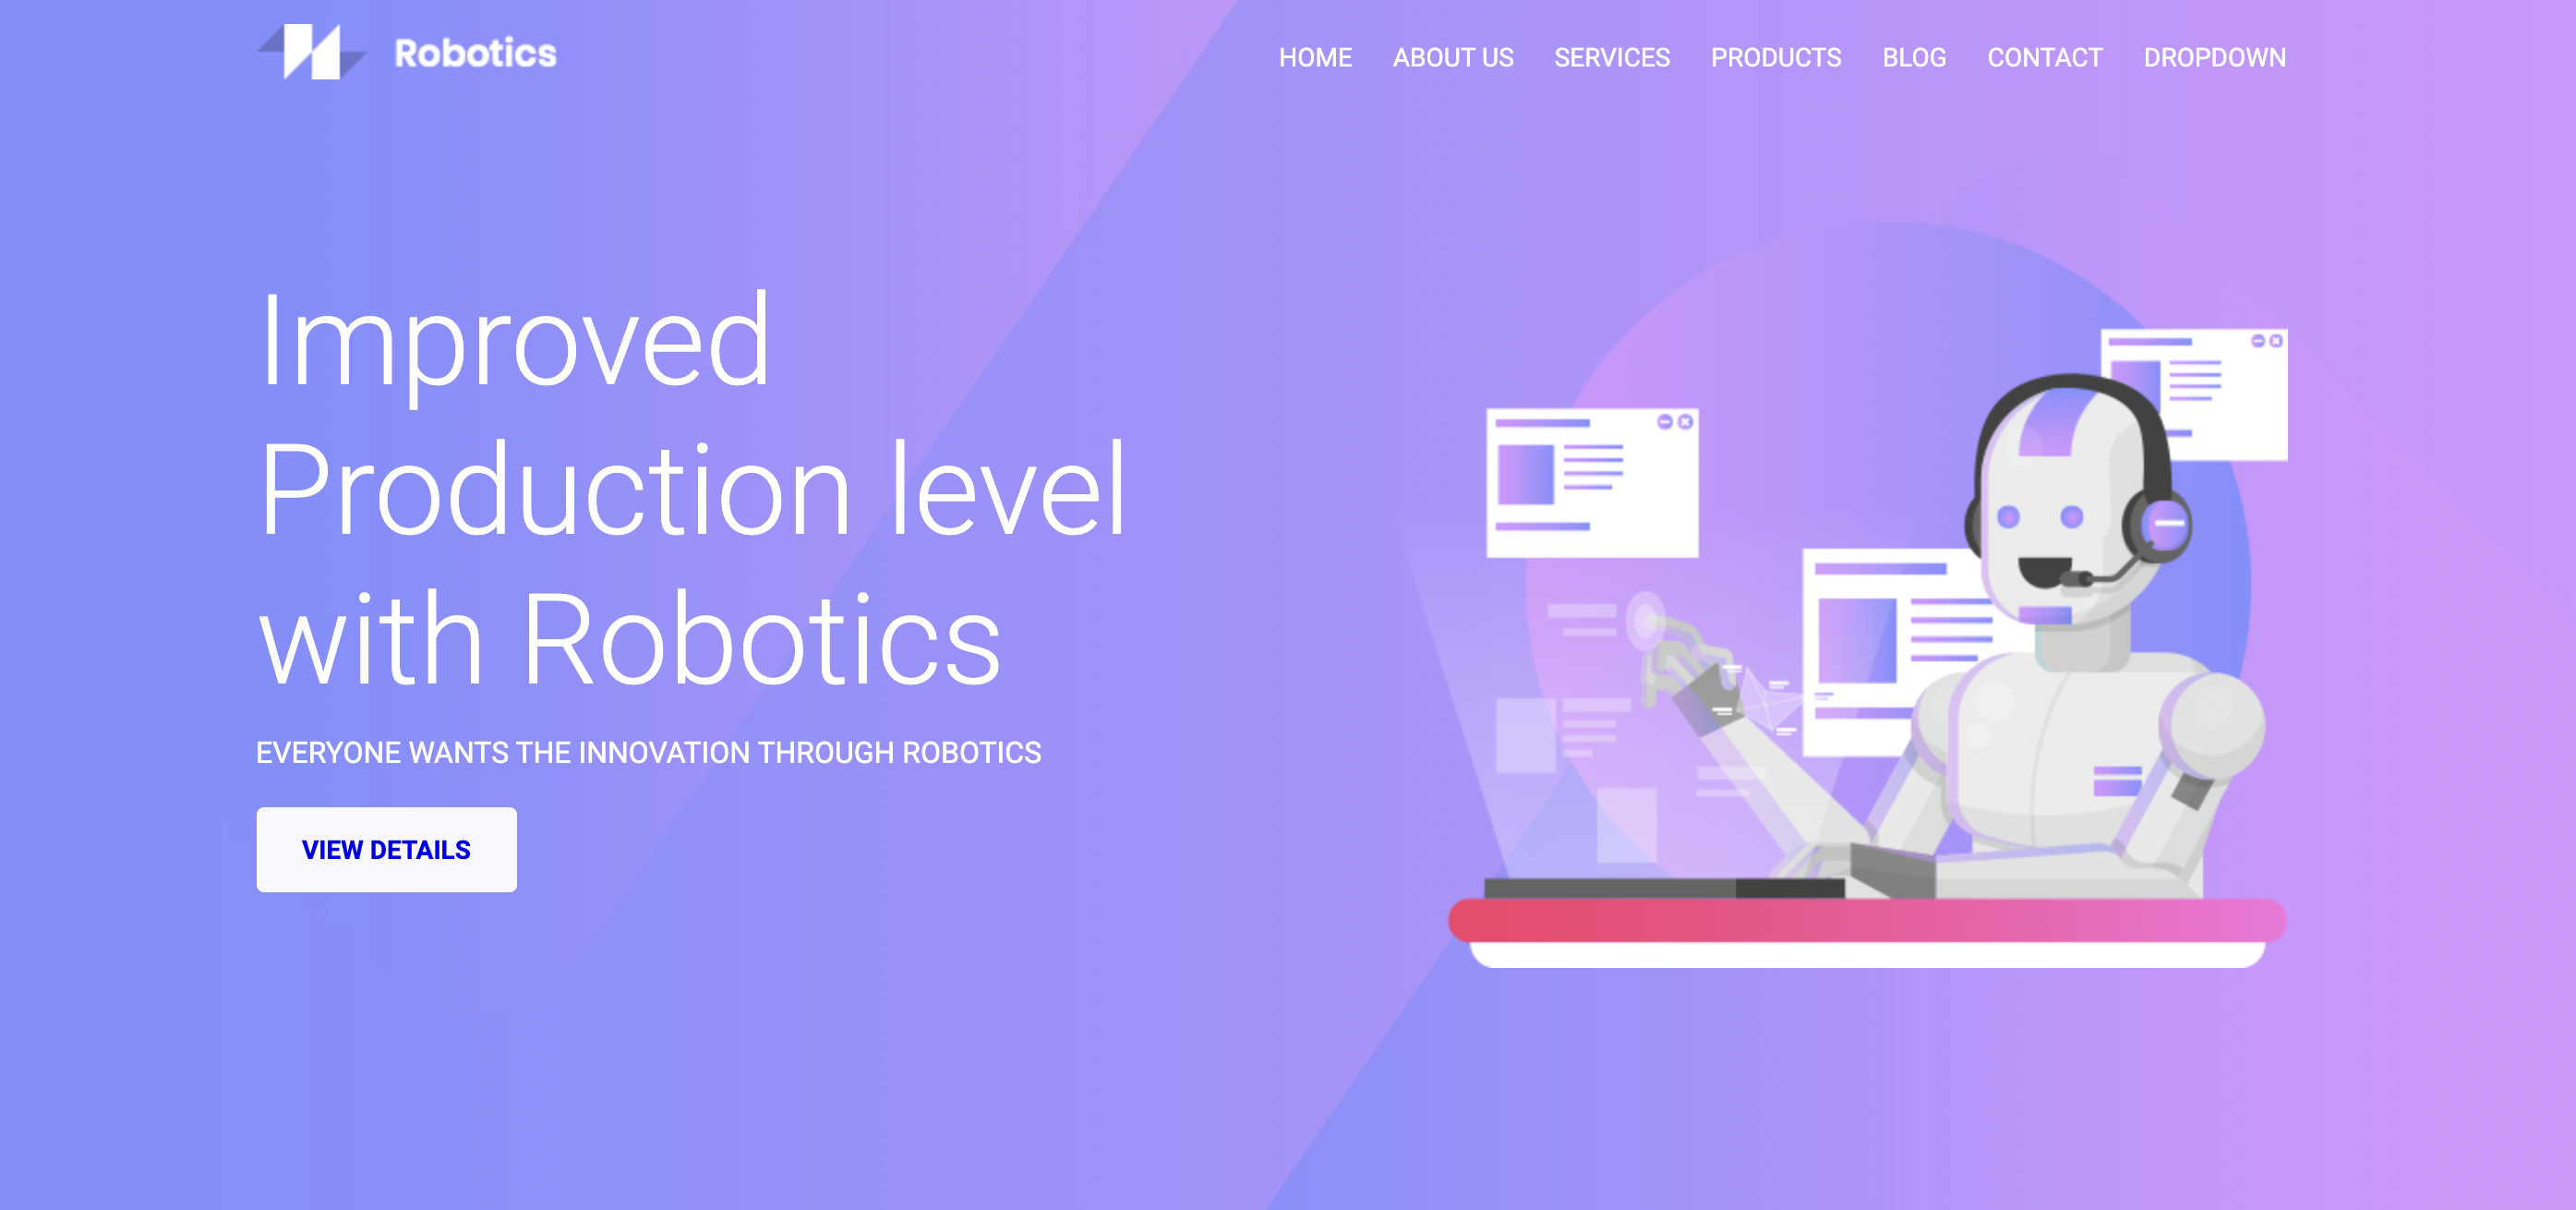 Robotics
HOME ABOUT US SERVICES PRODUCTS BLOG CONTACT DROPDOWN
Improved
Production level
with Robotics
EVERYONE WANTS THE INNOVATION THROUGH ROBOTICS
VIEW DETAILS